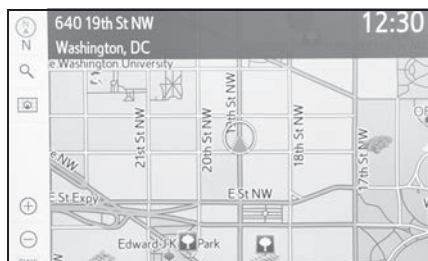 640 19th St NW
12:30
Washington, DC
N
N
e Washington University
19th St NW
21st St NW
20th St NW
18th St NW
17th St NW
e NW
E St Expy
E St NW
Edward J K
Park